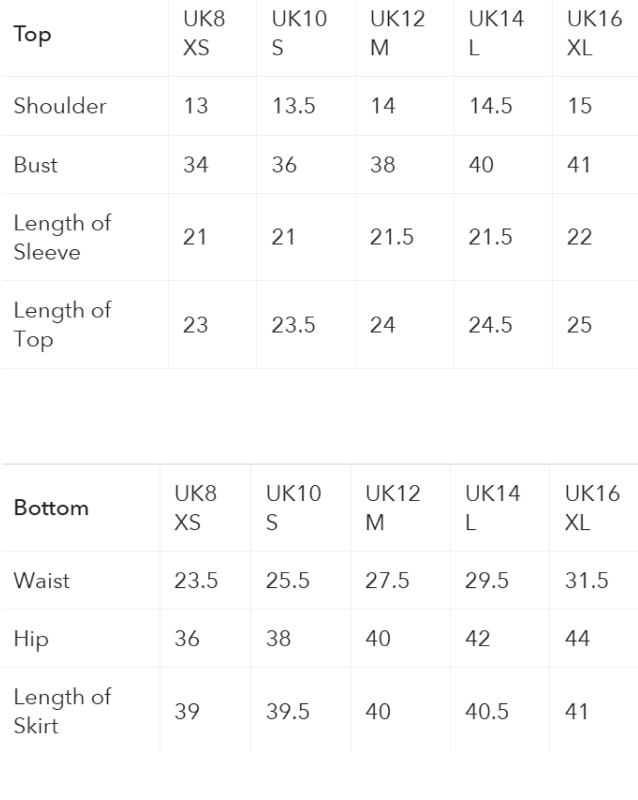 Top UK8 XS UK10 S UK12 M UK14 L UK16 XL
Shoulder 13 13.5 14 14.5 15
Bust 34 36 38 40 41
Length of Sleeve 21 21 21.5 21.5 22
Length of Top 23 23.5 24 24.5 25
Bottom UK8 XS UK10 S UK12 M UK14 L UK16 XL
Waist 23.5 25.5 27.5 29.5 31.5
Hip 36 38 40 42 44
Length of Skirt 39 39.5 40 40.5 41